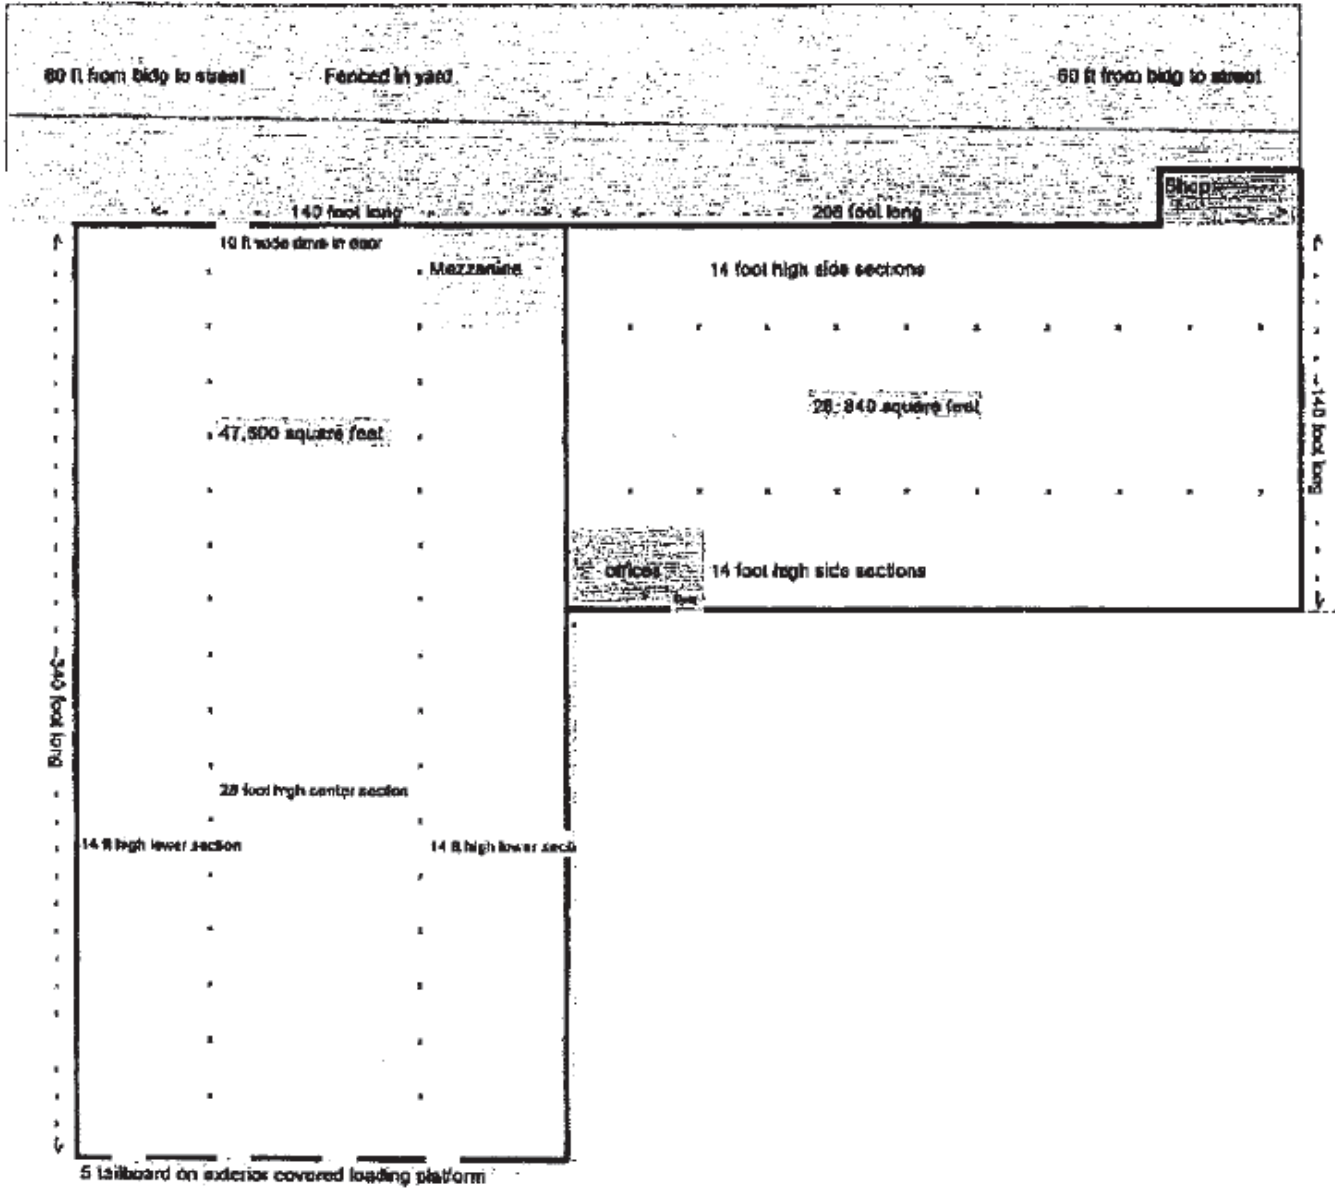 60 ft from bldg to street
Fenced in yard
60 ft from bldg to street
Shop
140 foot long
206 foot long
10 ft wide drive in door
Mezzanine
14 foot high side sections
47,600 square feet
28,840 square feet
~140 foot long
offices
14 foot high side sections
~340 foot long
28 foot high center section
14 ft high lower section
14 ft high lower secti
5 tailboard on exterior covered loading platform